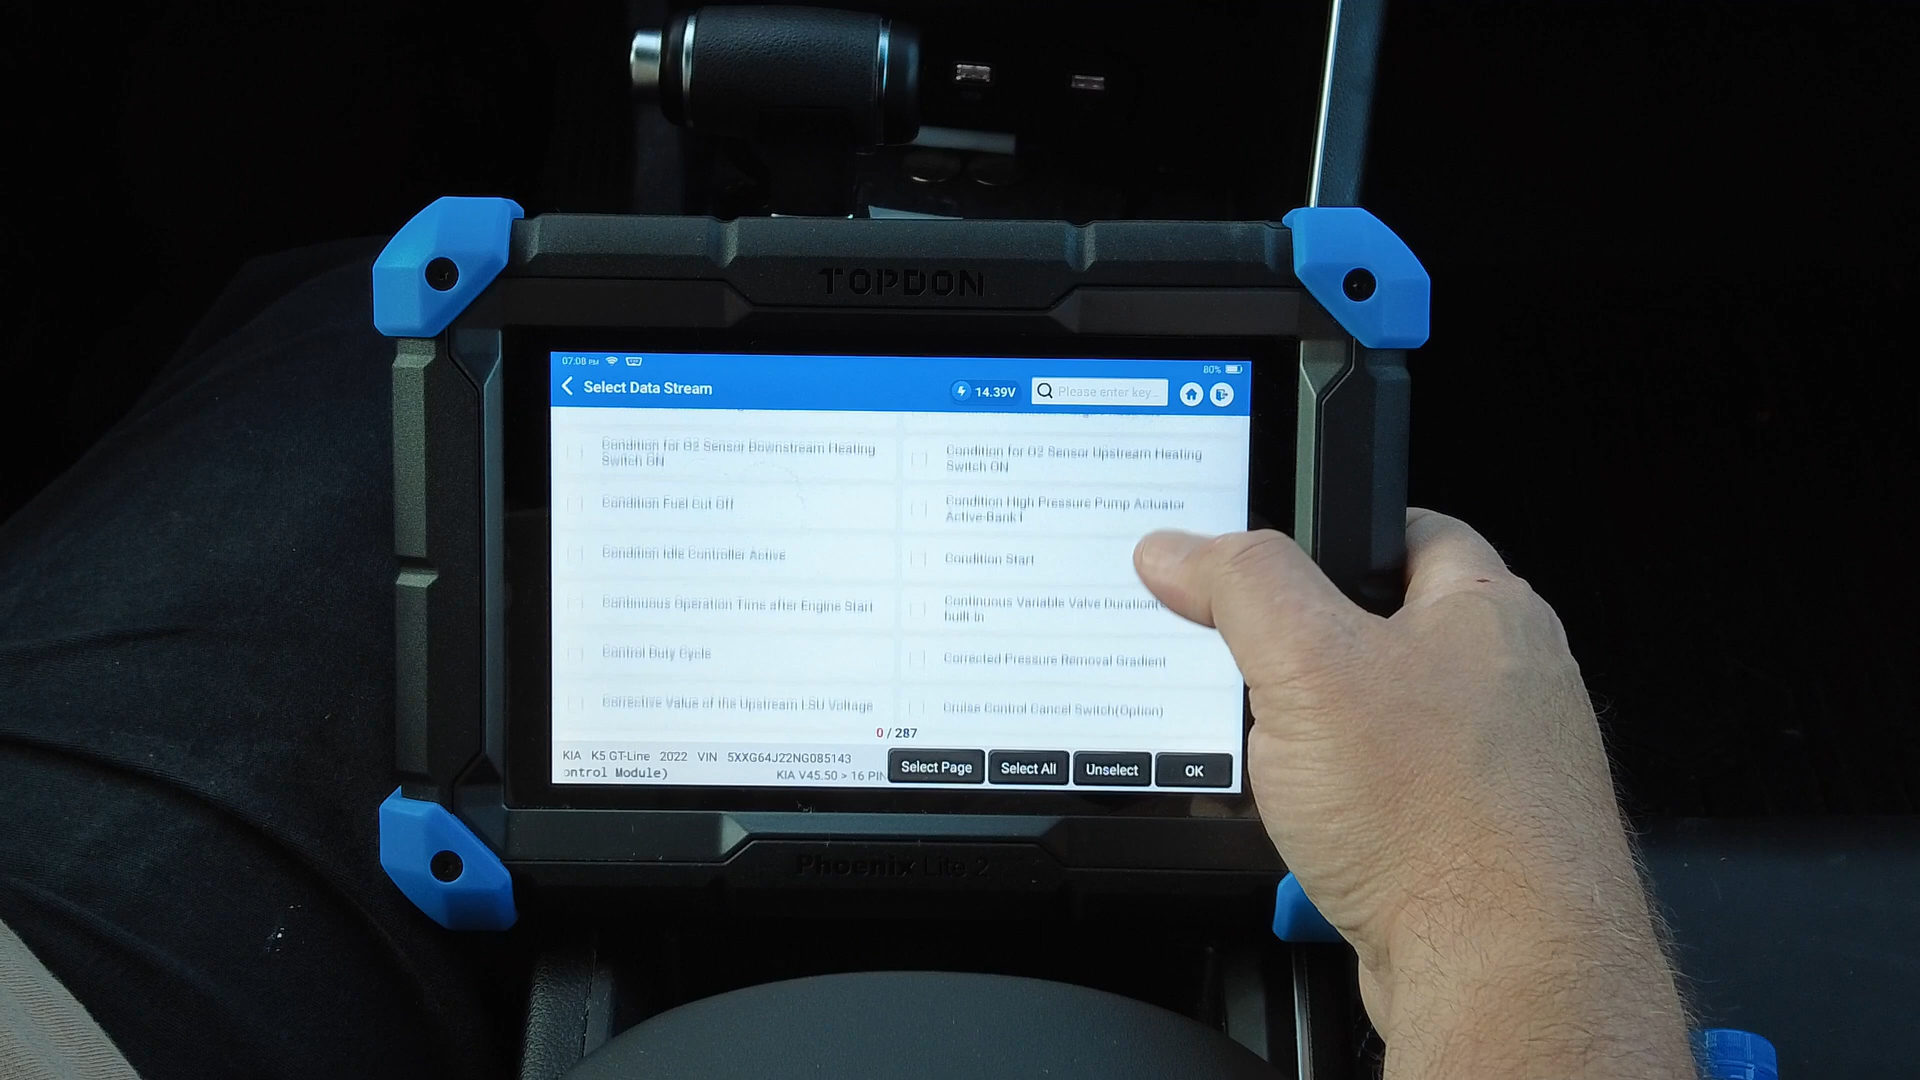 TOPDON
07:08 PM
80%
Select Data Stream
14.39V
Please enter key...
Condition for O2 Sensor Downstream Heating
Switch ON
Condition for O2 Sensor Upstream Heating
Switch ON
Condition Fuel Cut Off
Condition High Pressure Pump Actuator
Active-Bank1
Condition Idle Controller Active
Condition Start
Continuous Operation Time after Engine Start
Continuous Variable Valve Duration(
built-in
Control Duty Cycle
Corrected Pressure Removal Gradient
Corrective Value of the Upstream LSU Voltage
Cruise Control Cancel Switch(Option)
0 / 287
KIA K5 GT-Line 2022 VIN 5XXG64J22NG085143
ontrol Module)
KIA V45.50 > 16 PIN
Select Page
Select All
Unselect
OK
Phoenix Lite 2